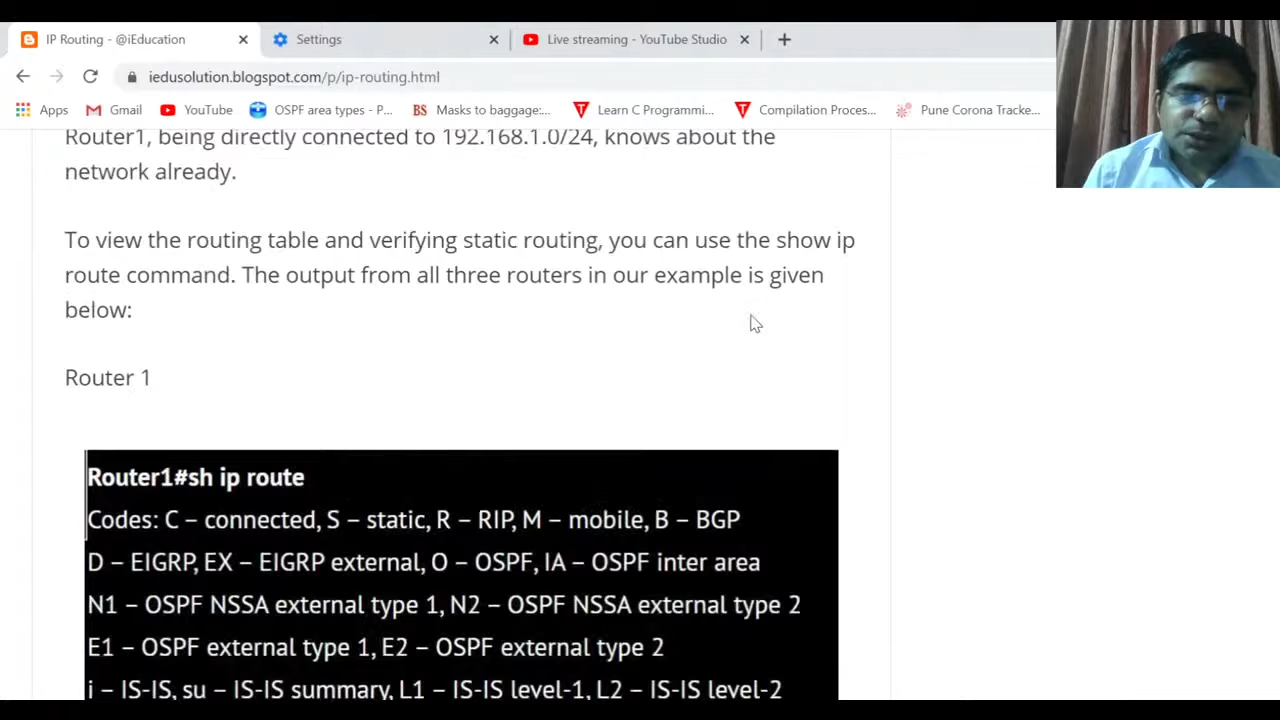 IP Routing - @iEducation
Settings
Live streaming - YouTube Studio
iedusolution.blogspot.com/p/ip-routing.html
Apps
Gmail
YouTube
OSPF area types - P...
BS
Masks to baggage:...
Learn C Programmi...
Compilation Proces...
Pune Corona Tracke...
Router1, being directly connected to 192.168.1.0/24, knows about the
network already.
To view the routing table and verifying static routing, you can use the show ip
route command. The output from all three routers in our example is given
below:
Router 1
Router1#sh ip route
Codes: C – connected, S – static, R – RIP, M – mobile, B – BGP
D – EIGRP, EX – EIGRP external, O – OSPF, IA – OSPF inter area
N1 – OSPF NSSA external type 1, N2 – OSPF NSSA external type 2
E1 – OSPF external type 1, E2 – OSPF external type 2
i – IS-IS, su – IS-IS summary, L1 – IS-IS level-1, L2 – IS-IS level-2